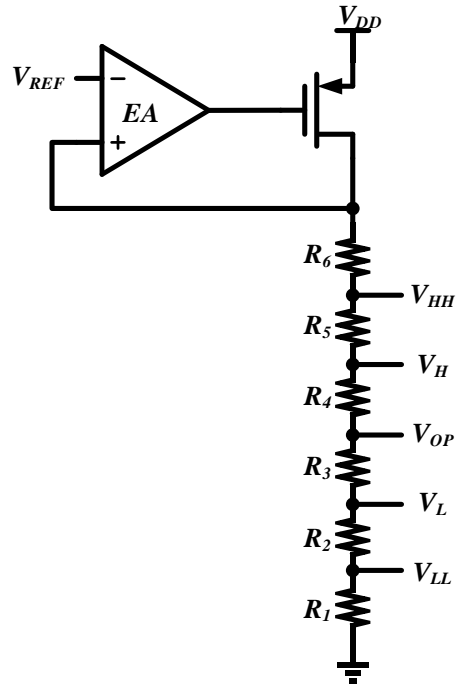 V_DD
V_REF
−
EA
+
R_6
V_HH
R_5
V_H
R_4
V_OP
R_3
V_L
R_2
V_LL
R_1